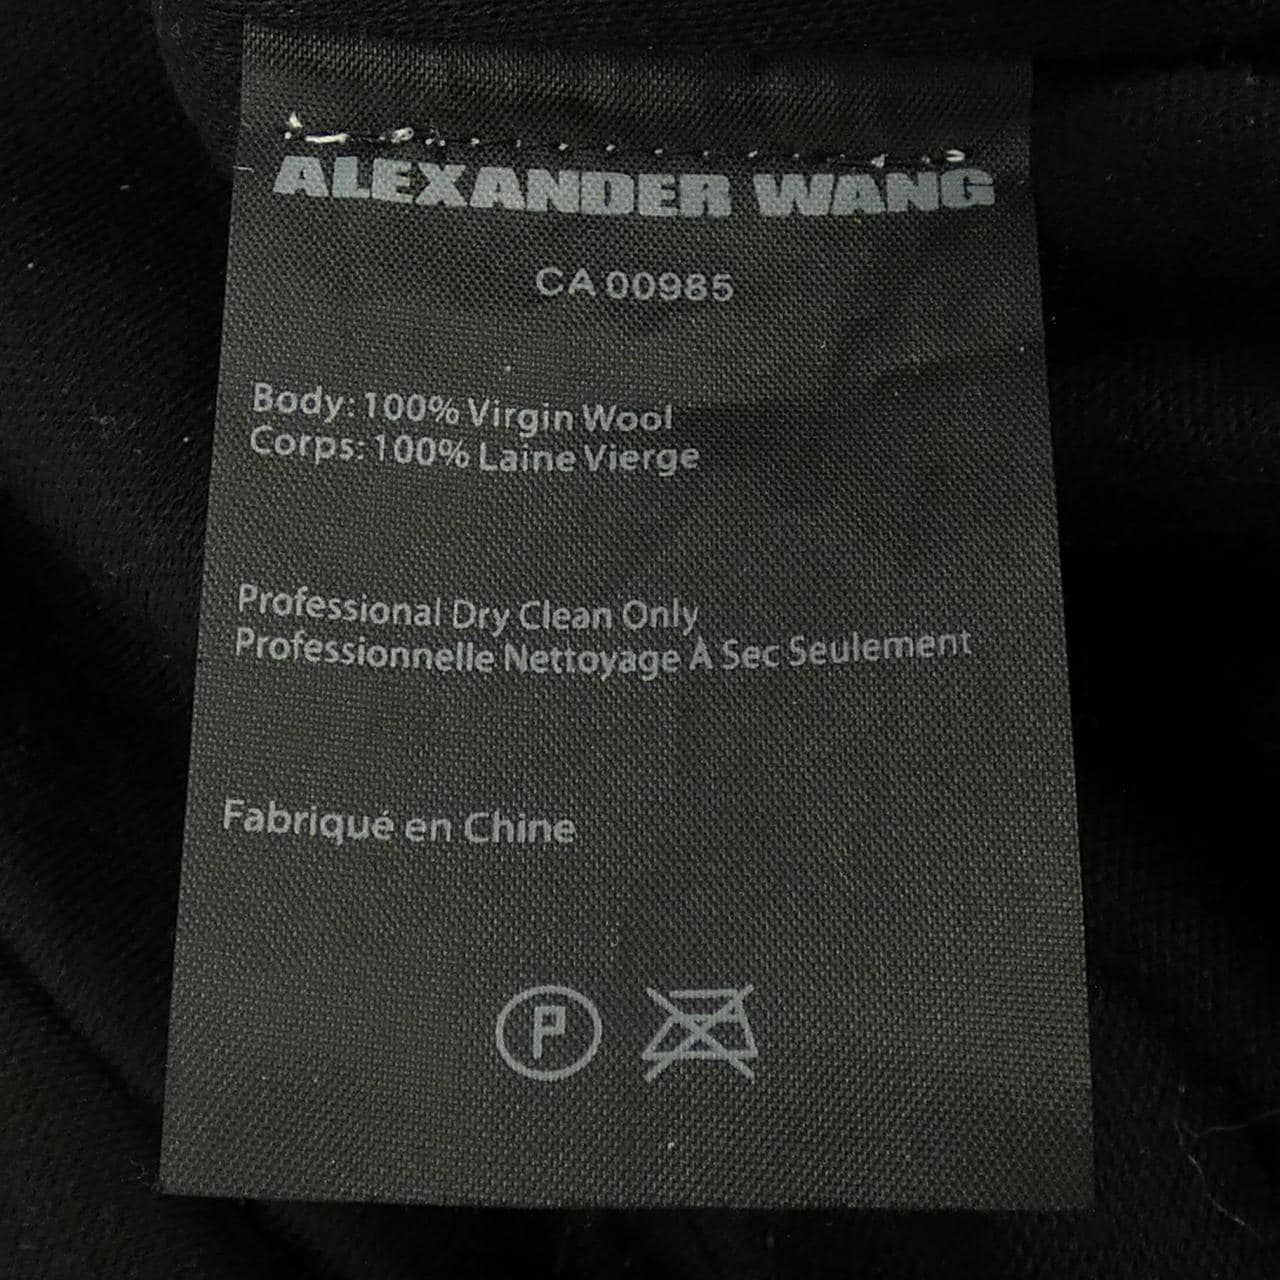 ALEXANDER WANG
CA 00985
Body: 100% Virgin Wool
Corps: 100% Laine Vierge
Professional Dry Clean Only
Professionnelle Nettoyage À Sec Seulement
Fabriqué en Chine
P